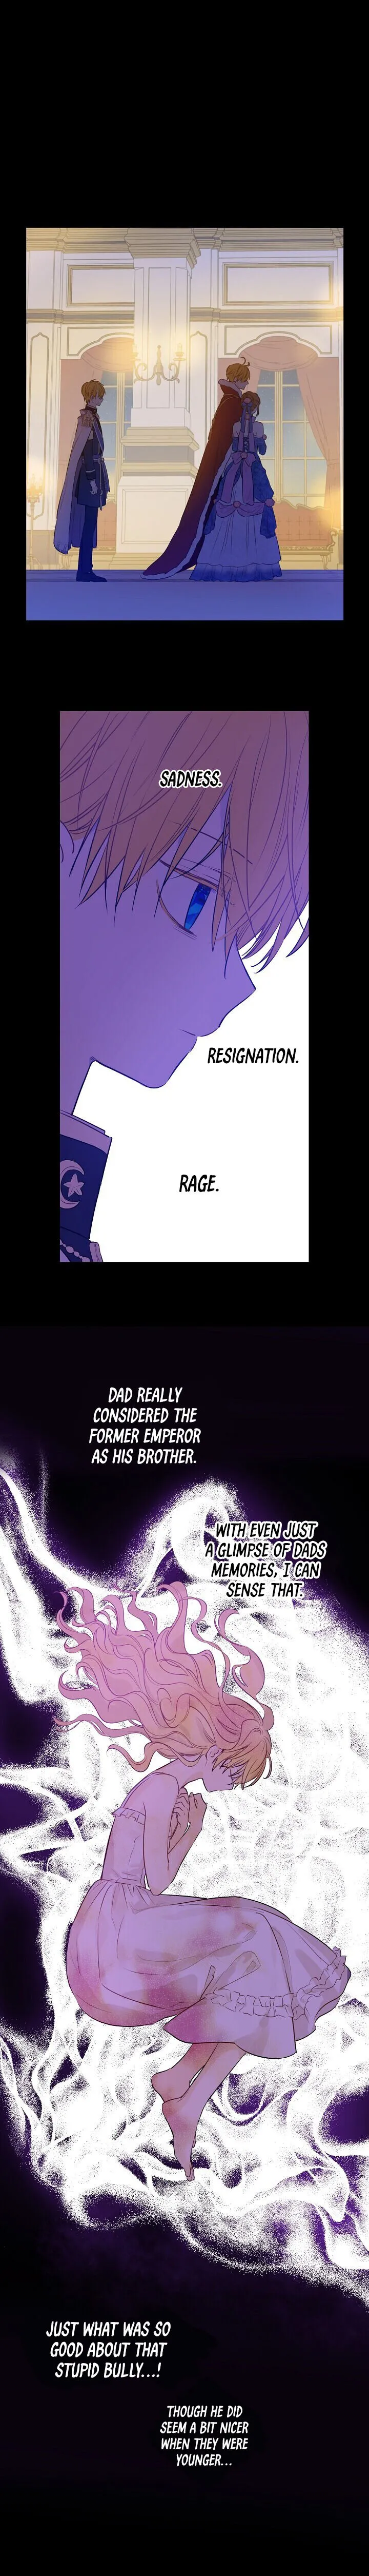 SADNESS.
RESIGNATION.
RAGE.
DAD REALLY
CONSIDERED THE
FORMER EMPEROR
AS HIS BROTHER.
WITH EVEN JUST
A GLIMPSE OF DADS
MEMORIES, I CAN
SENSE THAT.
JUST WHAT WAS SO
GOOD ABOUT THAT
STUPID BULLY...!
THOUGH HE DID
SEEM A BIT NICER
WHEN THEY WERE
YOUNGER...